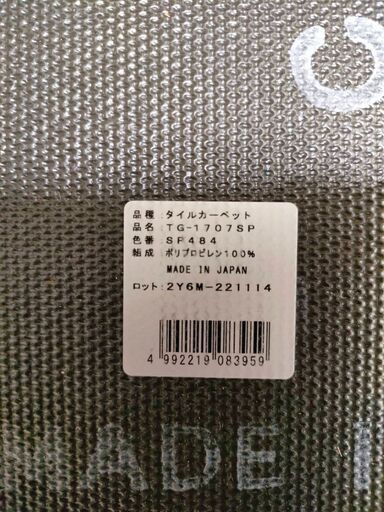 品種：タイルカーペット
品名：TG-1707SP
色番：SP484
組成：ポリプロピレン100%
MADE IN JAPAN
ロット：2Y6M-221114
4 992219 083959
MADE I